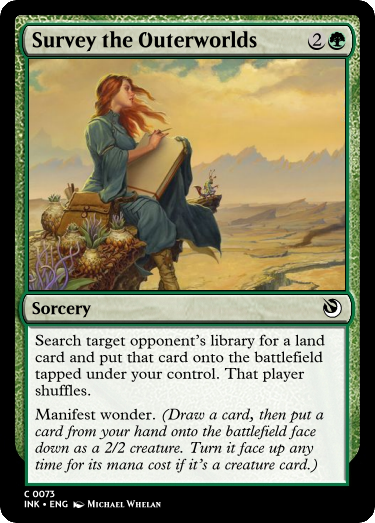 Survey the Outerworlds 2
Sorcery
Search target opponent's library for a land
card and put that card onto the battlefield
tapped under your control. That player
shuffles.
Manifest wonder. (Draw a card, then put a
card from your hand onto the battlefield face
down as a 2/2 creature. Turn it face up any
time for its mana cost if it's a creature card.)
C 0073
INK • ENG Michael Whelan